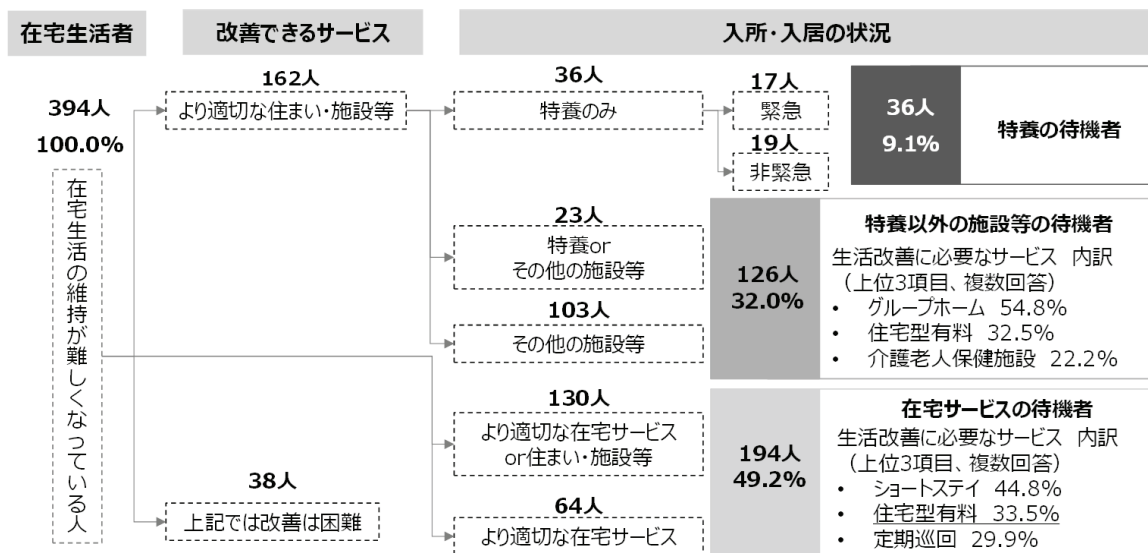 在宅生活者
改善できるサービス
入所・入居の状況
394人
100.0%
在宅生活の維持が難しくなっている人
162人
より適切な住まい・施設等
38人
上記では改善は困難
36人
特養のみ
17人
緊急
19人
非緊急
36人
9.1%
特養の待機者
23人
特養or
その他の施設等
103人
その他の施設等
126人
32.0%
特養以外の施設等の待機者
生活改善に必要なサービス 内訳
（上位3項目、複数回答）
• グループホーム 54.8%
• 住宅型有料 32.5%
• 介護老人保健施設 22.2%
130人
より適切な在宅サービス
or住まい・施設等
64人
より適切な在宅サービス
194人
49.2%
在宅サービスの待機者
生活改善に必要なサービス 内訳
（上位3項目、複数回答）
• ショートステイ 44.8%
• 住宅型有料 33.5%
• 定期巡回 29.9%